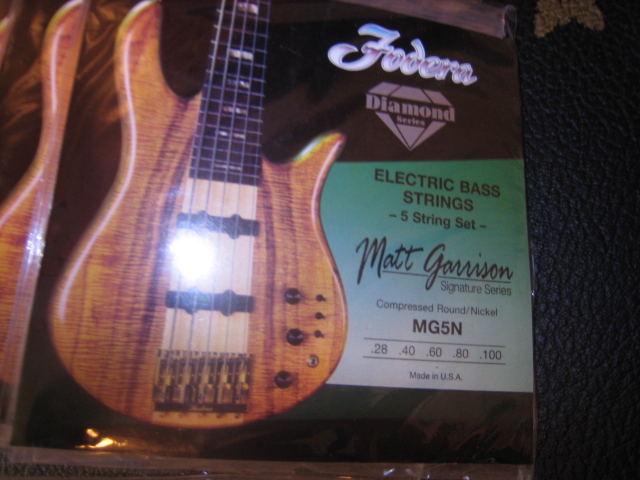 Fodera
Diamond
Series
ELECTRIC BASS
STRINGS
– 5 String Set –
Matt Garrison
Signature Series
Compressed Round/Nickel
MG5N
.28 .40 .60 .80 .100
Made in U.S.A.